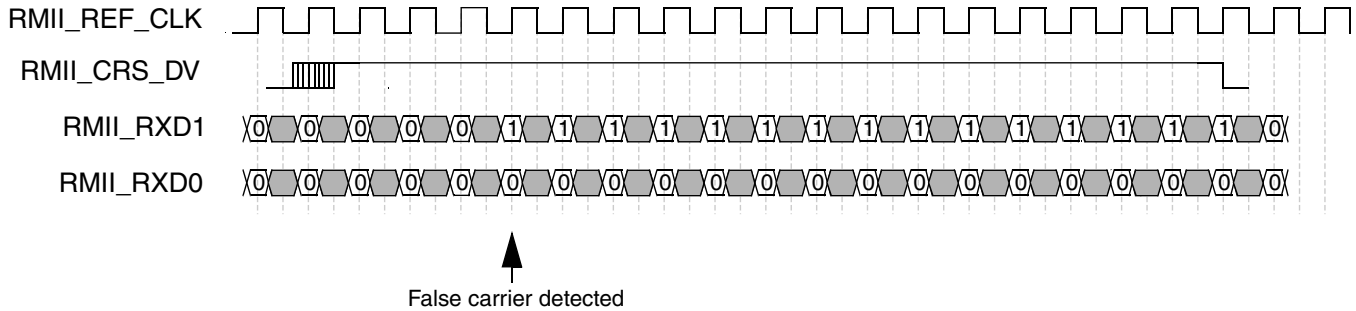 RMII_REF_CLK
RMII_CRS_DV
RMII_RXD1 0 0 0 0 0 1 1 1 1 1 1 1 1 1 1 1 1 1 1 1 0
RMII_RXD0 0 0 0 0 0 0 0 0 0 0 0 0 0 0 0 0 0 0 0 0 0
False carrier detected